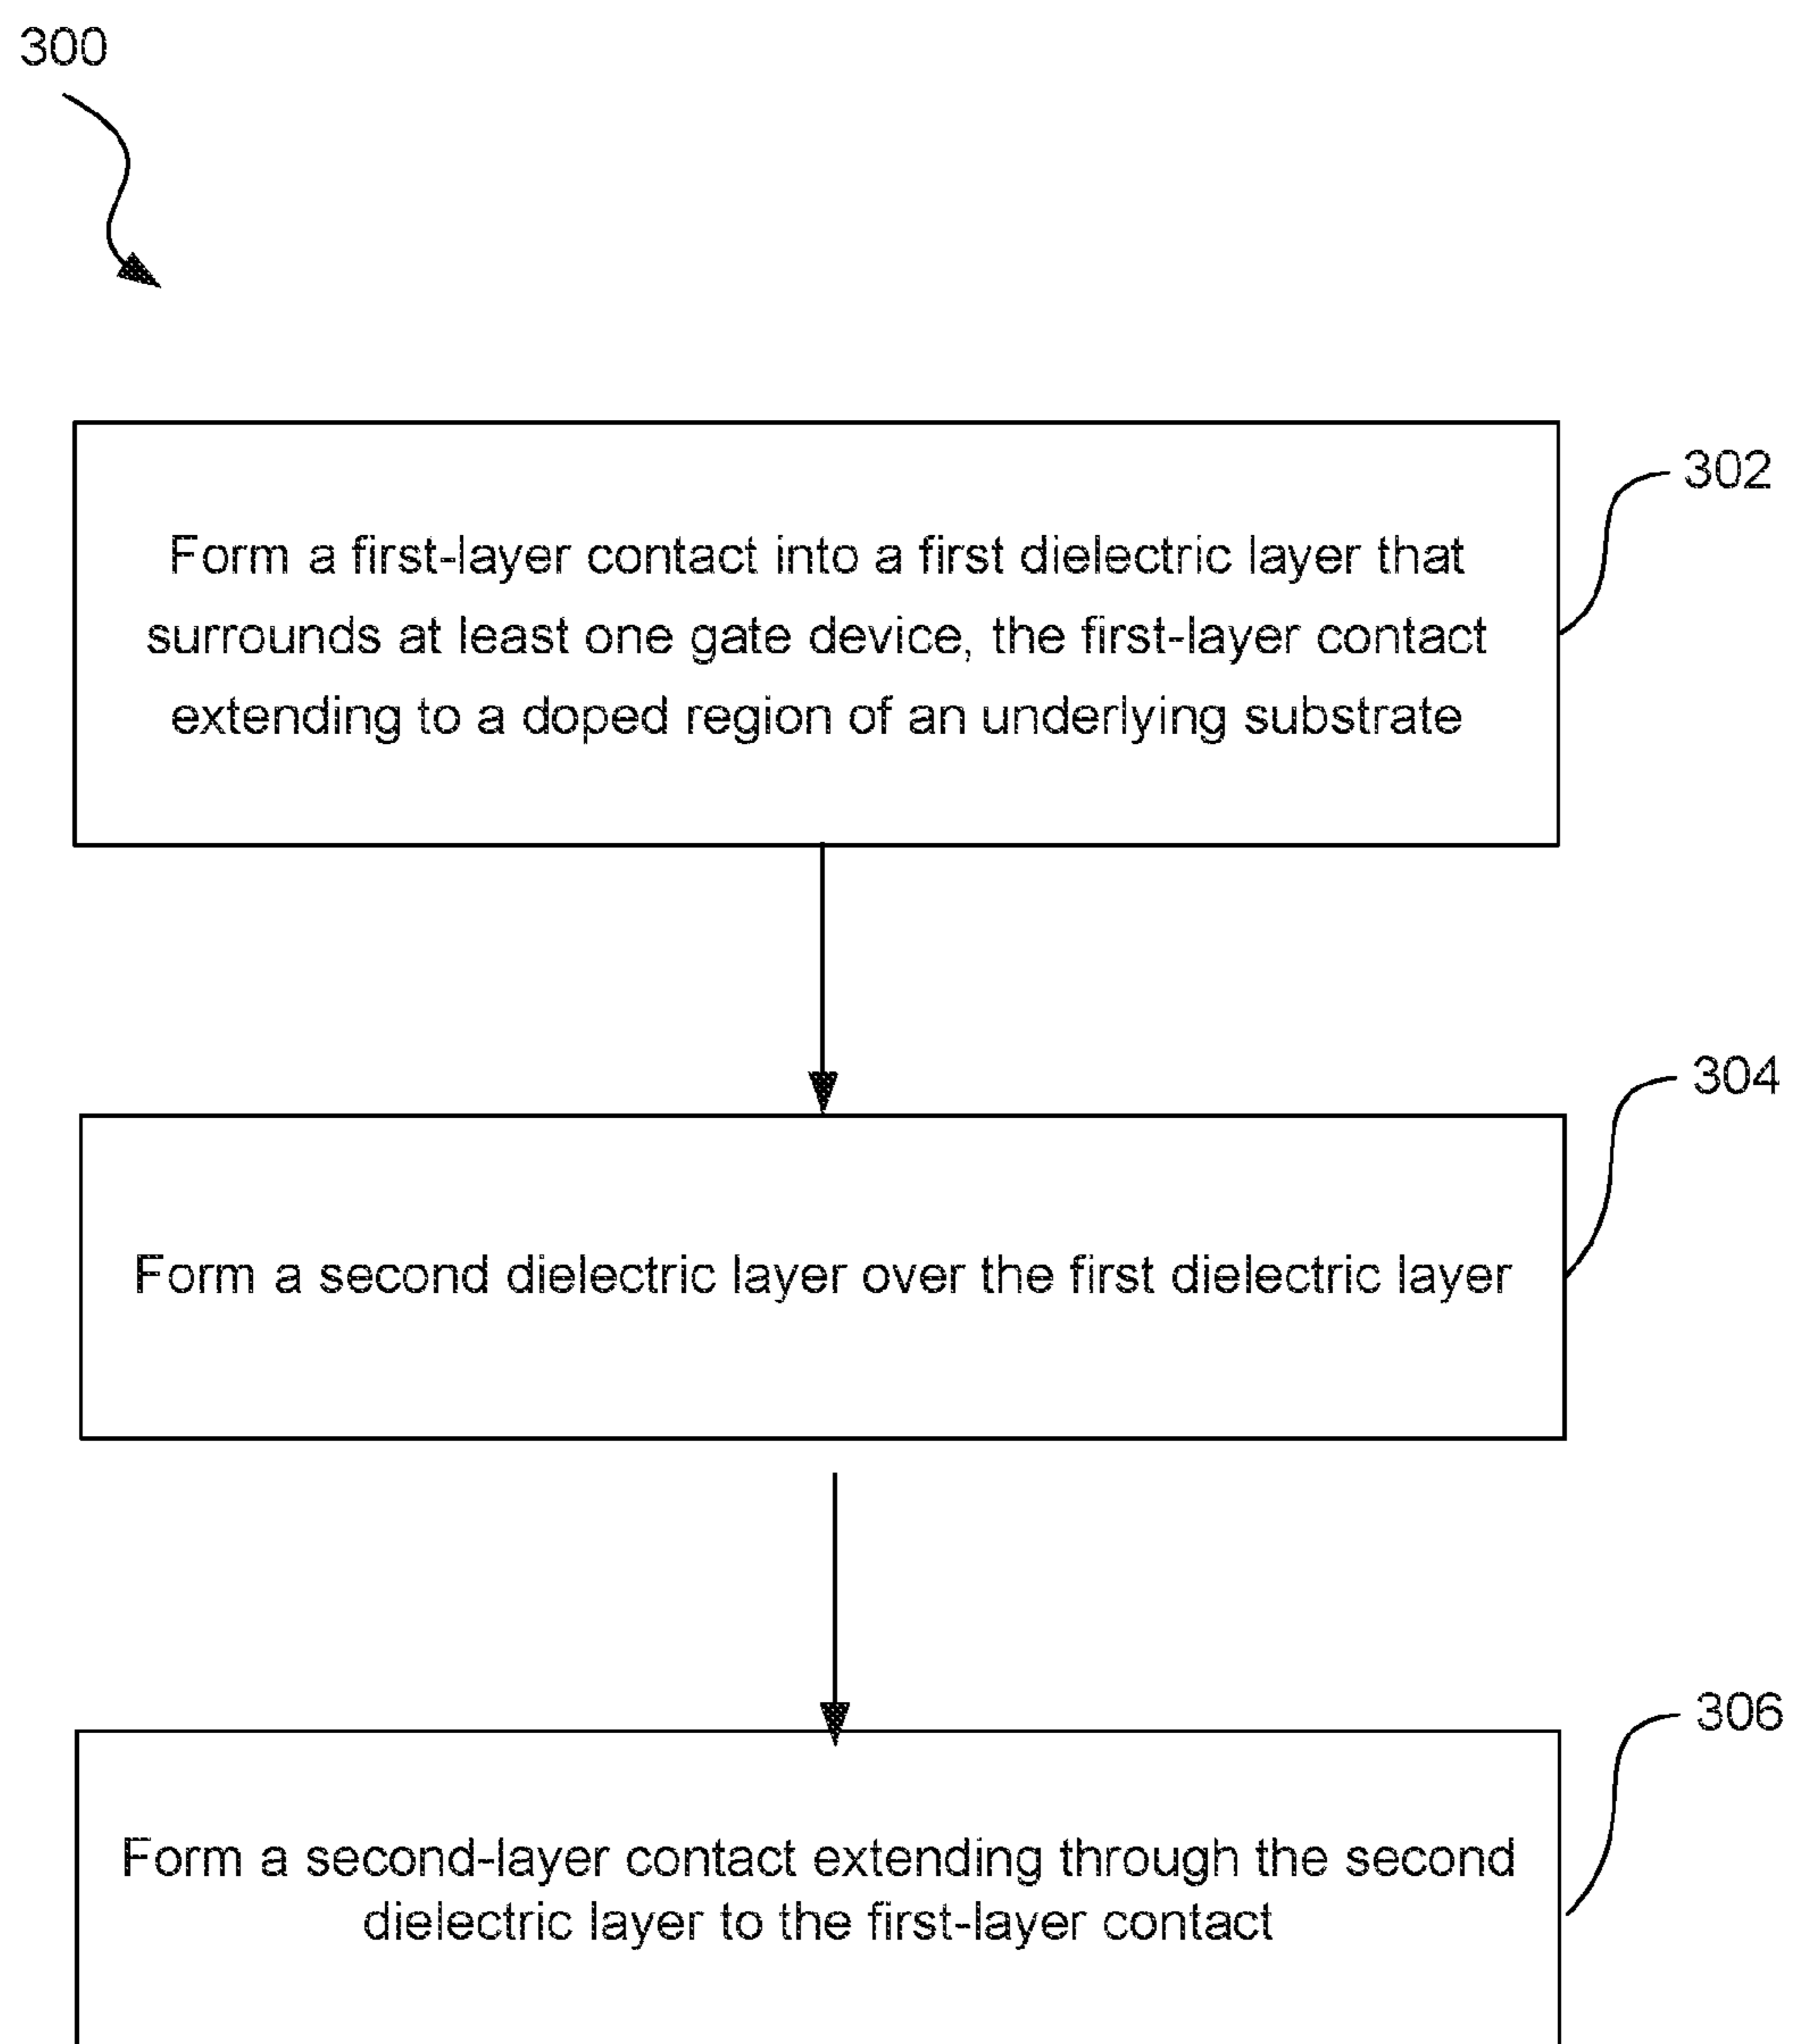 300
302
Form a first-layer contact into a first dielectric layer that
surrounds at least one gate device, the first-layer contact
extending to a doped region of an underlying substrate
304
Form a second dielectric layer over the first dielectric layer
306
Form a second-layer contact extending through the second
dielectric layer to the first-layer contact